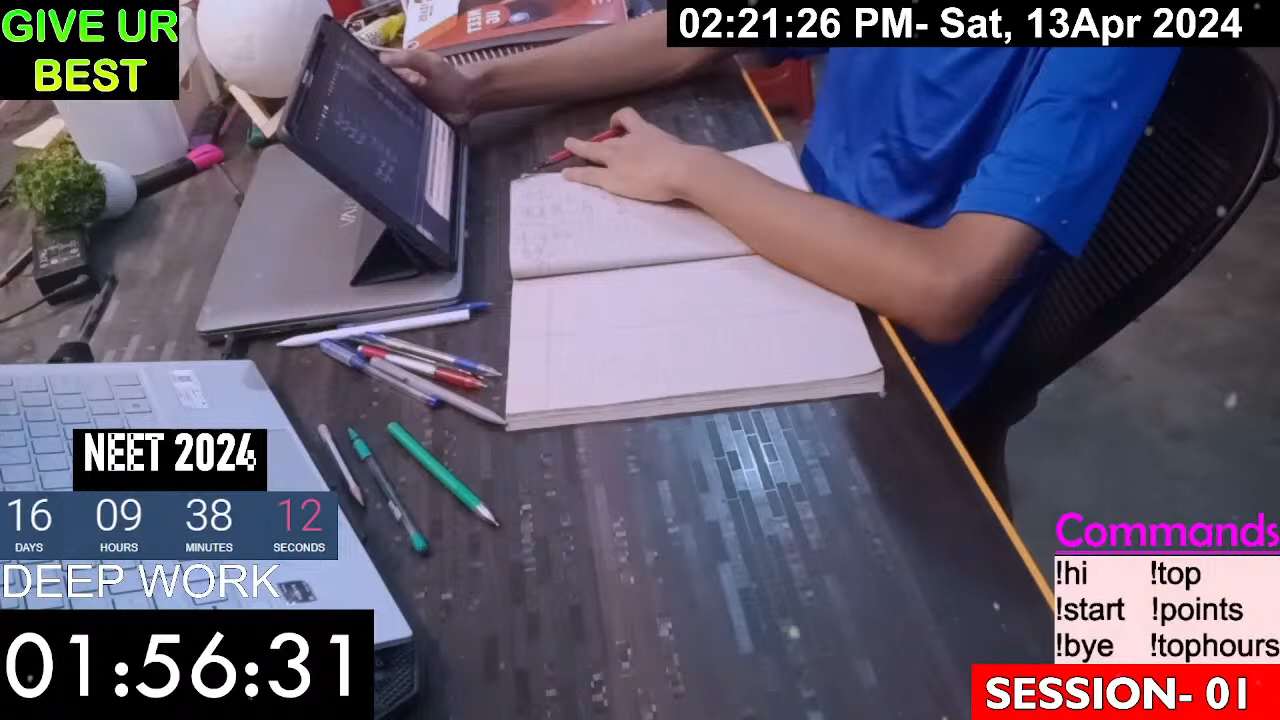 GIVE UR
BEST
02:21:26 PM- Sat, 13Apr 2024
NEET
NEET 2024
16 09 38 12
DAYS HOURS MINUTES SECONDS
DEEP WORK
01:56:31
Commands
!hi !top
!start !points
!bye !tophours
SESSION- 01